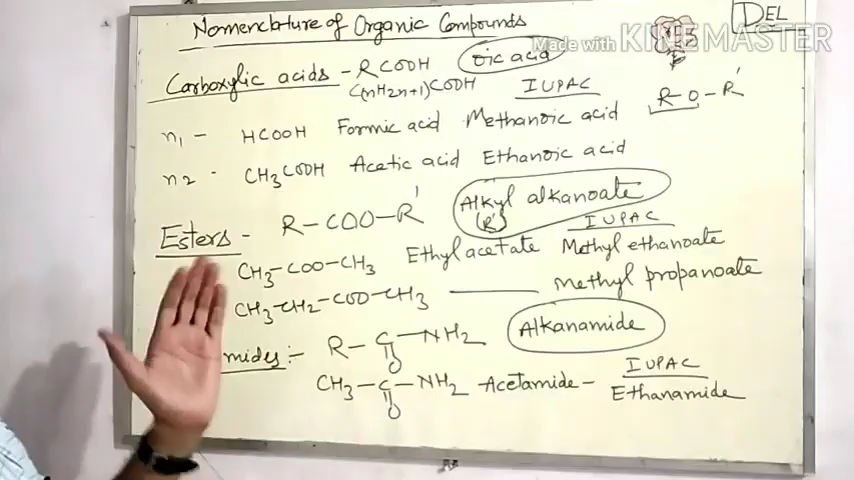 Nomenclature of Organic Compounds
DEL
Made with KINEMASTER
Carboxylic acids - RCOOH oic acid
C(nH2n+1)COOH IUPAC
R-O-R'
n1 - HCOOH Formic acid Methanoic acid
n2 - CH3COOH Acetic acid Ethanoic acid
Esters - R-COO-R' Alkyl alkanoate
(R') IUPAC
CH3-COO-CH3 Ethyl acetate Methyl ethanoate
CH3-CH2-COO-CH3 ——— methyl propanoate
mides :- R-C-NH2 Alkanamide
O
IUPAC
CH3-C-NH2 Acetamide - Ethanamide
O